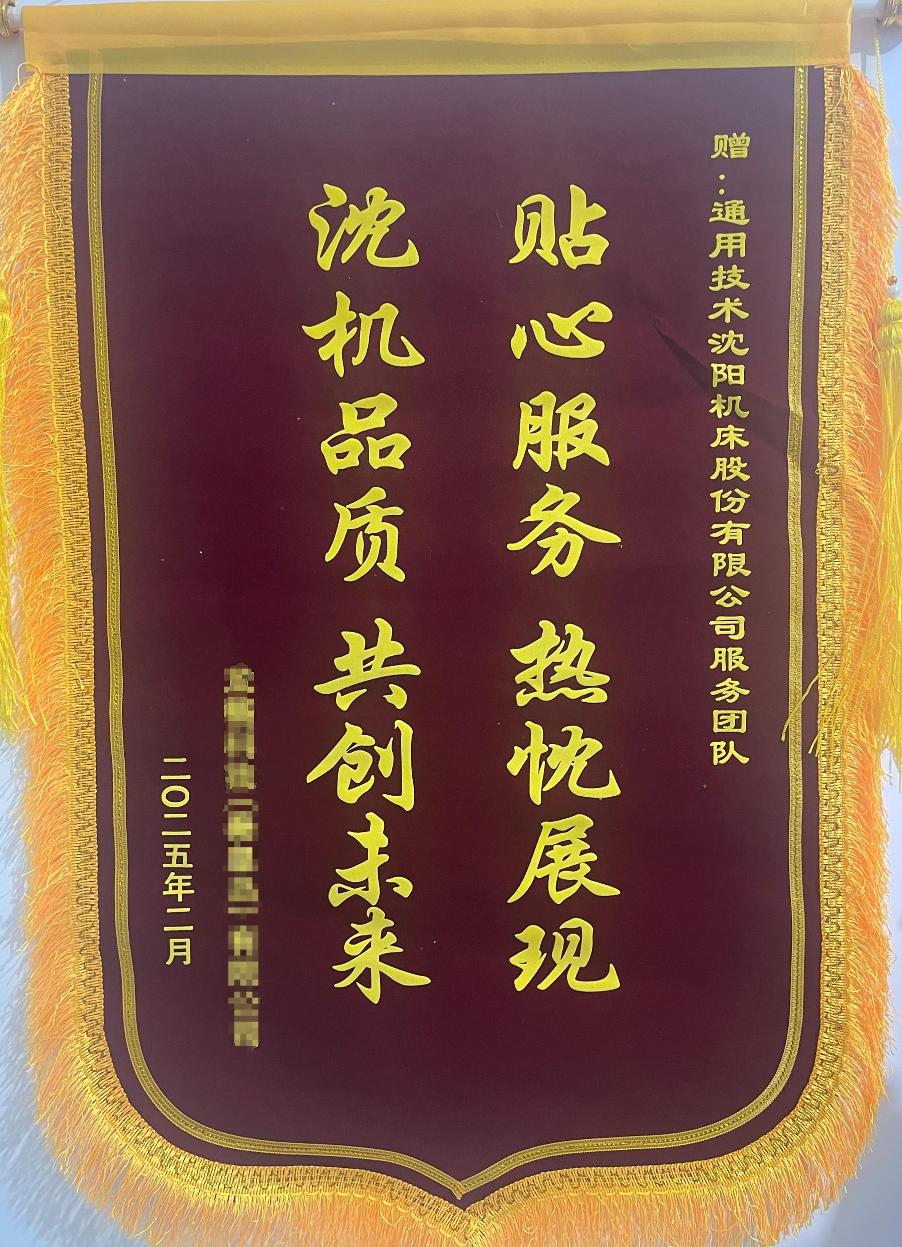 赠:通用技术沈阳机床股份有限公司服务团队
贴心服务 热忱展现
沈机品质 共创未来
二〇二五年二月